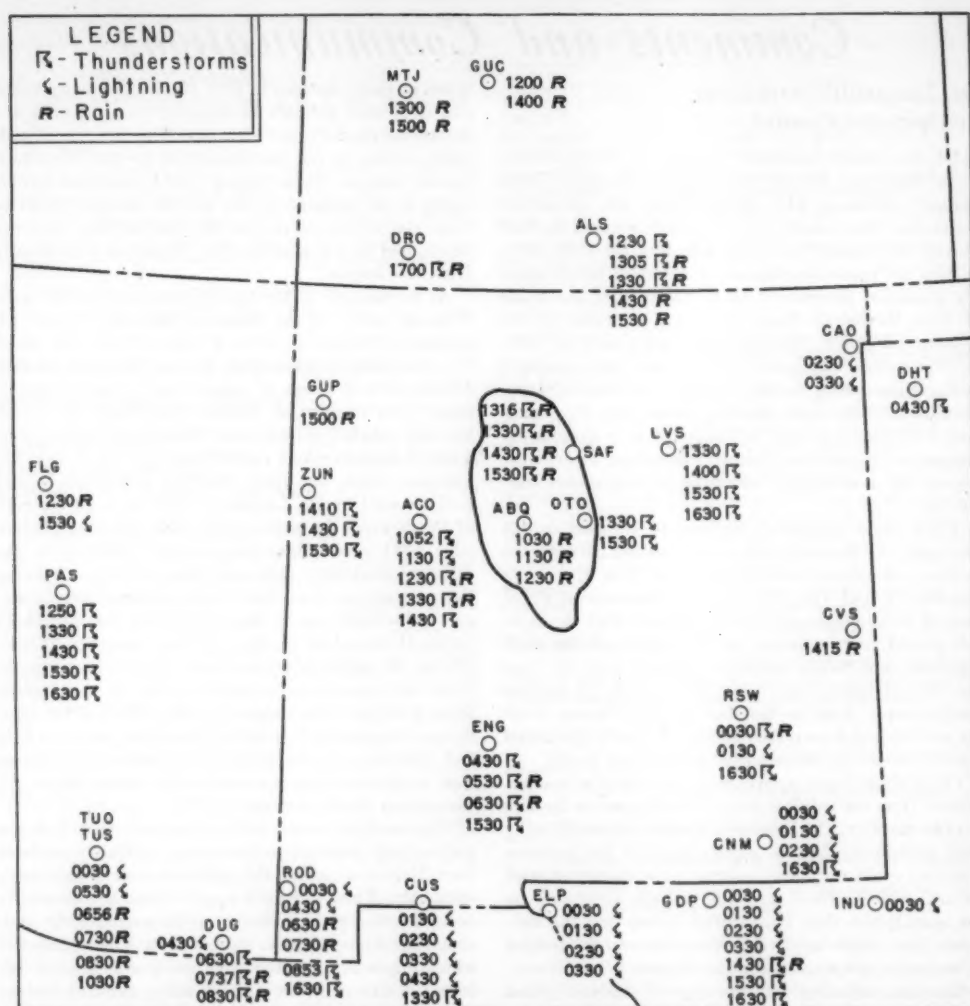 LEGEND
☈ - Thunderstorms
☇ - Lightning
R - Rain
GUC
1200 R
1400 R
MTJ
1300 R
1500 R
DRO
1700 ☈ R
ALS
1230 ☈
1305 ☈ R
1330 ☈ R
1430 R
1530 R
CAO
0230 ☇
0330 ☇
DHT
0430 ☈
GUP
1500 R
1316 ☈ R
1330 ☈ R
1430 ☈ R
1530 ☈ R
SAF
LVS
1330 ☈
1400 ☈
1530 ☈
1630 ☈
FLG
1230 R
1530 ☇
ZUN
1410 ☈
1430 ☈
1530 ☈
ACO
1052 ☈
1130 ☈
1230 ☈ R
1330 ☈ R
1430 ☈
ABQ
1030 R
1130 R
1230 R
OTO
1330 ☈
1530 ☈
PAS
1250 ☈
1330 ☈
1430 ☈
1530 ☈
1630 ☈
CVS
1415 R
RSW
0030 ☈ R
0130 ☇
1630 ☈
ENG
0430 ☈
0530 ☈ R
0630 ☈ R
1530 ☈
CNM
0030 ☇
0130 ☇
0230 ☇
1630 ☈
TUO
TUS
0030 ☇
0530 ☇
0656 R
0730 R
0830 R
1030 R
DUG
0430 ☇
0630 ☈
0737 ☈ R
0830 ☈ R
ROD
0030 ☇
0430 ☇
0630 R
0730 R
0853 ☈
1630 ☈
CUS
0130 ☇
0230 ☇
0330 ☇
0430 ☇
1330 ☈
ELP
0030 ☇
0130 ☇
0230 ☇
0330 ☇
GDP
0030 ☇
0130 ☇
0230 ☇
0330 ☇
1430 ☈ R
1530 ☈
1630 ☈
INU
0030 ☇